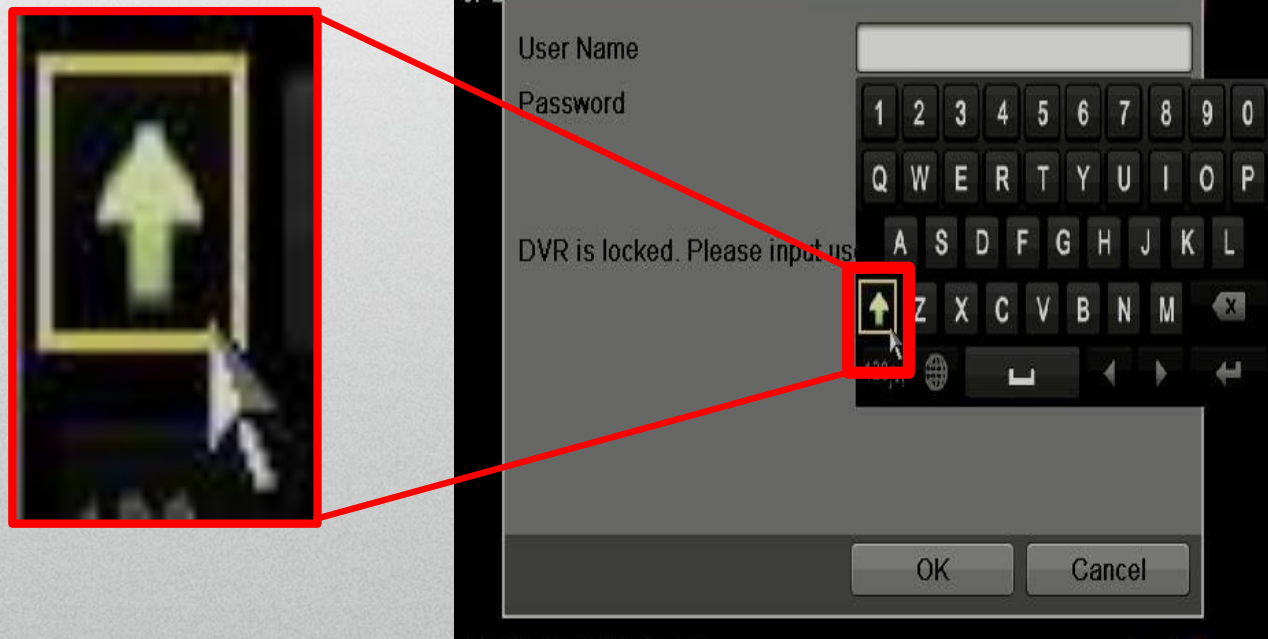 User Name
Password
1 2 3 4 5 6 7 8 9 0
Q W E R T Y U I O P
DVR is locked. Please input
A S D F G H J K L
Z X C V B N M X
OK Cancel